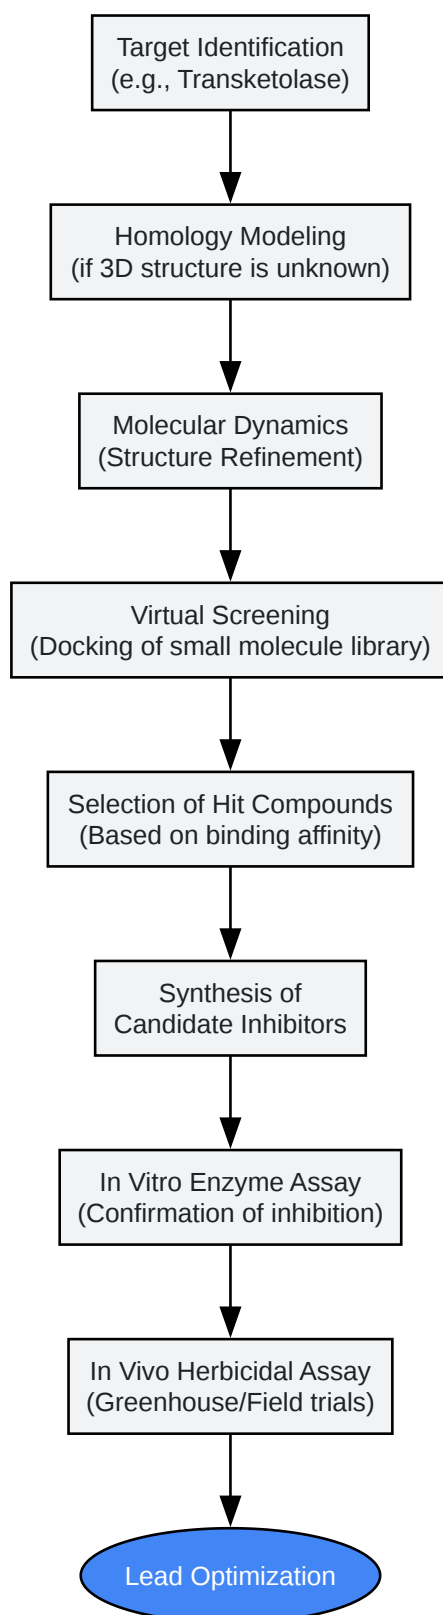 Target Identification
(e.g., Transketolase)
Homology Modeling
(if 3D structure is unknown)
Molecular Dynamics
(Structure Refinement)
Virtual Screening
(Docking of small molecule library)
Selection of Hit Compounds
(Based on binding affinity)
Synthesis of
Candidate Inhibitors
In Vitro Enzyme Assay
(Confirmation of inhibition)
In Vivo Herbicidal Assay
(Greenhouse/Field trials)
Lead Optimization